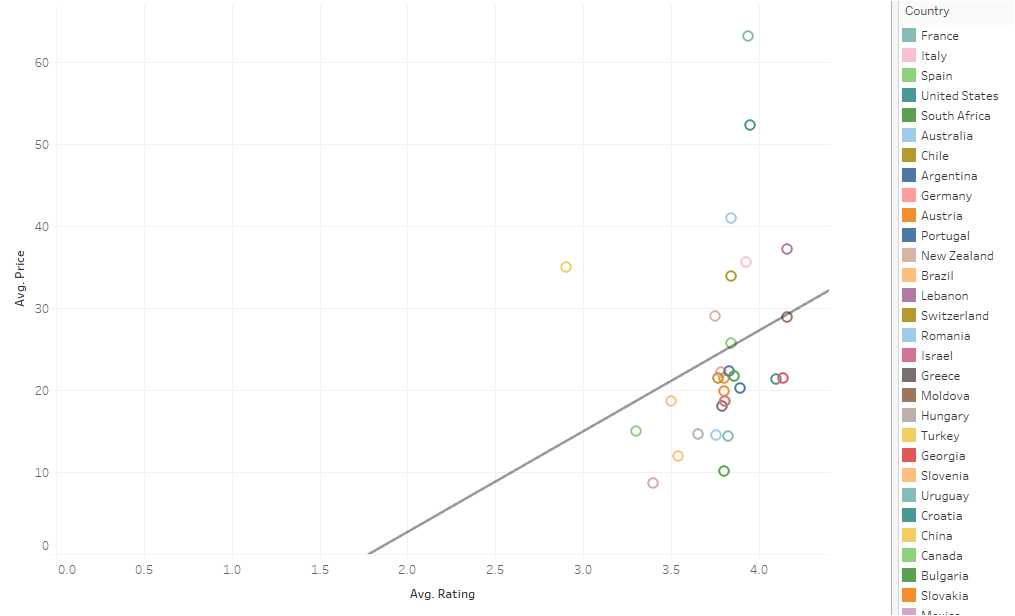 60
50
40
30
20
10
0
Avg. Price
0.0 0.5 1.0 1.5 2.0 2.5 3.0 3.5 4.0
Avg. Rating
Country
France
Italy
Spain
United States
South Africa
Australia
Chile
Argentina
Germany
Austria
Portugal
New Zealand
Brazil
Lebanon
Switzerland
Romania
Israel
Greece
Moldova
Hungary
Turkey
Georgia
Slovenia
Uruguay
Croatia
China
Canada
Bulgaria
Slovakia
Mexico